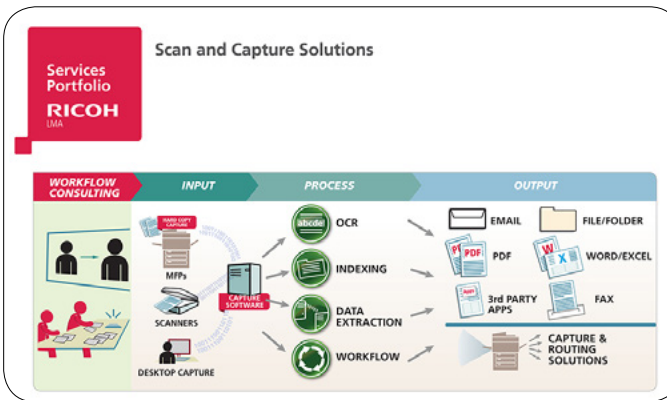 Scan and Capture Solutions
Services
Portfolio
RICOH
LMA
WORKFLOW
CONSULTING
INPUT
PROCESS
OUTPUT
HARD COPY
CAPTURE
MFPs
SCANNERS
DESKTOP CAPTURE
CAPTURE
SOFTWARE
abcde
OCR
INDEXING
DATA
EXTRACTION
WORKFLOW
EMAIL
FILE/FOLDER
PDF
PDF
W
X
WORD/EXCEL
Apps
3rd PARTY
APPS
FAX
CAPTURE &
ROUTING
SOLUTIONS